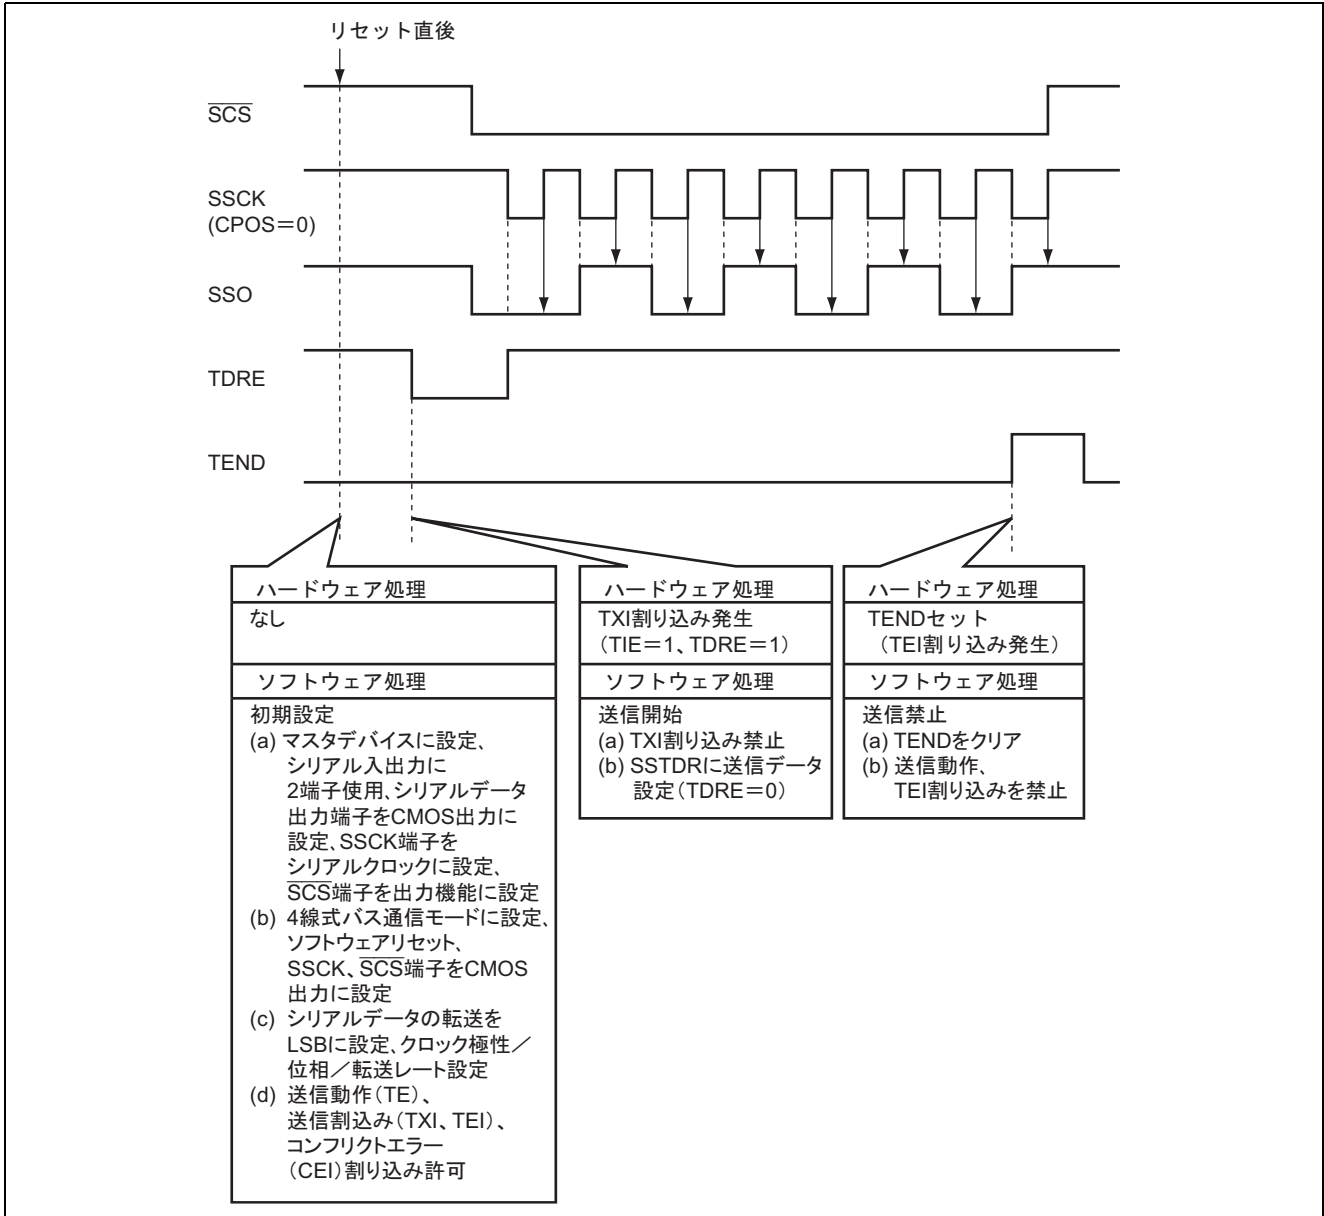 リセット直後
SCS
SSCK
(CPOS=0)
SSO
TDRE
TEND
ハードウェア処理
なし
ソフトウェア処理
初期設定
(a) マスタデバイスに設定、
シリアル入出力に
2端子使用、シリアルデータ
出力端子をCMOS出力に
設定、SSCK端子を
シリアルクロックに設定、
SCS端子を出力機能に設定
(b) 4線式バス通信モードに設定、
ソフトウェアリセット、
SSCK、SCS端子をCMOS
出力に設定
(c) シリアルデータの転送を
LSBに設定、クロック極性／
位相／転送レート設定
(d) 送信動作(TE)、
送信割込み(TXI、TEI)、
コンフリクトエラー
(CEI)割り込み許可
ハードウェア処理
TXI割り込み発生
(TIE=1、TDRE=1)
ソフトウェア処理
送信開始
(a) TXI割り込み禁止
(b) SSTDRに送信データ
設定(TDRE=0)
ハードウェア処理
TENDセット
(TEI割り込み発生)
ソフトウェア処理
送信禁止
(a) TENDをクリア
(b) 送信動作、
TEI割り込みを禁止